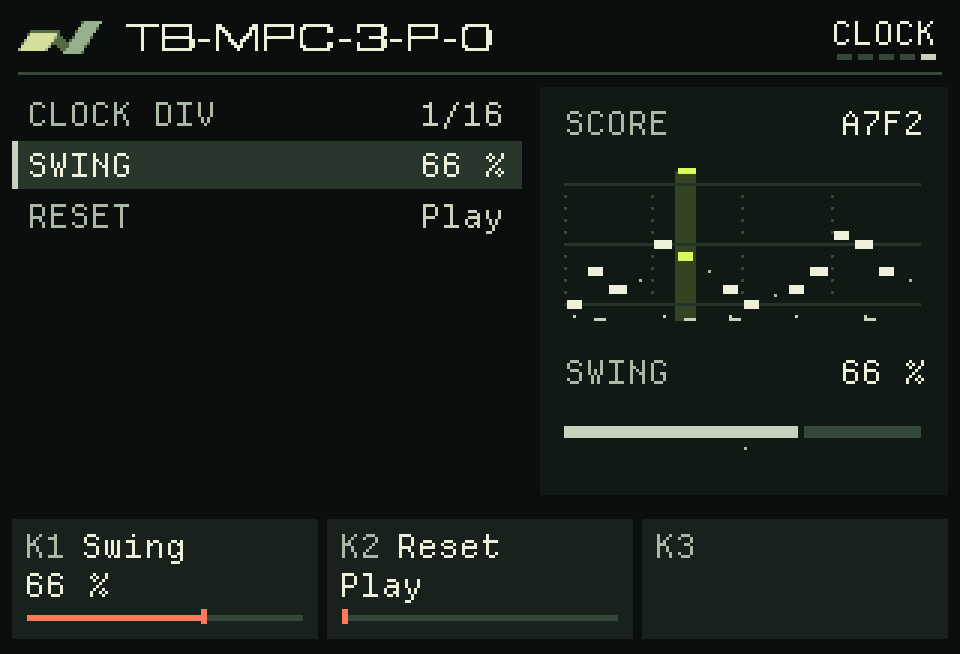 TB-MPC-3-P-0
CLOCK
CLOCK DIV 1/16
SWING 66 %
RESET Play
SCORE A7F2
SWING 66 %
K1 Swing
66 %
K2 Reset
Play
K3